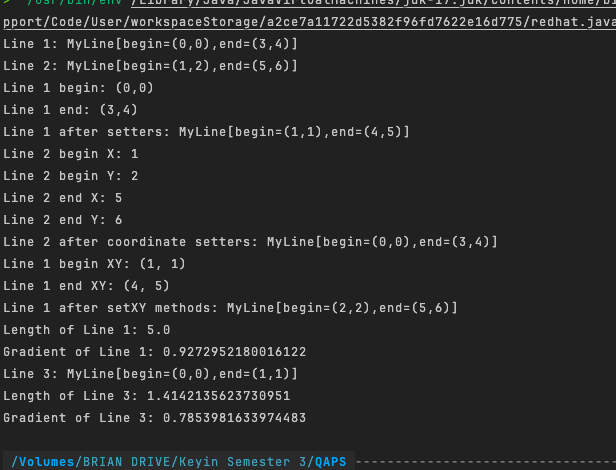 > /usr/bin/env /Library/Java/JavaVirtualMachines/jdk-17.jdk/Contents/Home/bi
pport/Code/User/workspaceStorage/a2ce7a11722d5382f96fd7622e16d775/redhat.java
Line 1: MyLine[begin=(0,0),end=(3,4)]
Line 2: MyLine[begin=(1,2),end=(5,6)]
Line 1 begin: (0,0)
Line 1 end: (3,4)
Line 1 after setters: MyLine[begin=(1,1),end=(4,5)]
Line 2 begin X: 1
Line 2 begin Y: 2
Line 2 end X: 5
Line 2 end Y: 6
Line 2 after coordinate setters: MyLine[begin=(0,0),end=(3,4)]
Line 1 begin XY: (1, 1)
Line 1 end XY: (4, 5)
Line 1 after setXY methods: MyLine[begin=(2,2),end=(5,6)]
Length of Line 1: 5.0
Gradient of Line 1: 0.9272952180016122
Line 3: MyLine[begin=(0,0),end=(1,1)]
Length of Line 3: 1.4142135623730951
Gradient of Line 3: 0.7853981633974483
/Volumes/BRIAN DRIVE/Keyin Semester 3/QAPS